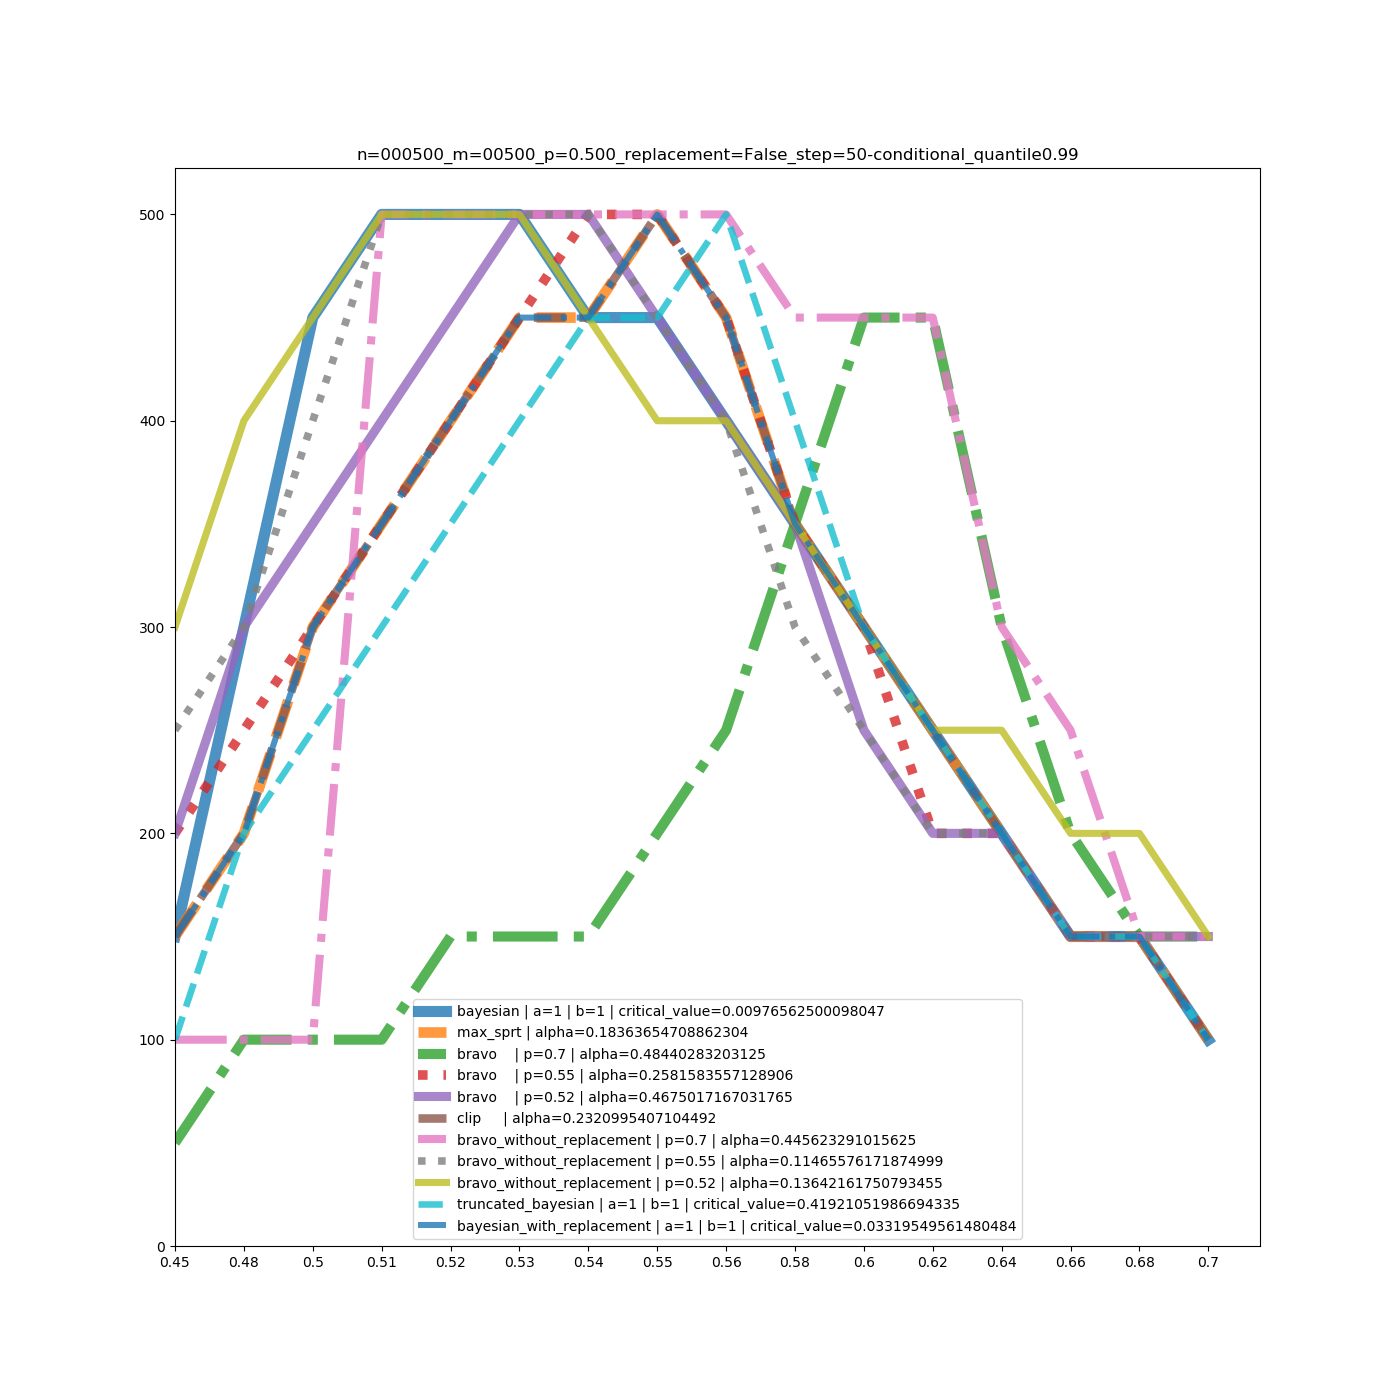 n=000500_m=00500_p=0.500_replacement=False_step=50-conditional_quantile0.99
500
400
300
200
100
0
bayesian | a=1 | b=1 | critical_value=0.00976562500098047
max_sprt | alpha=0.18363654708862304
bravo | p=0.7 | alpha=0.48440283203125
bravo | p=0.55 | alpha=0.2581583557128906
bravo | p=0.52 | alpha=0.4675017167031765
clip | alpha=0.2320995407104492
bravo_without_replacement | p=0.7 | alpha=0.445623291015625
bravo_without_replacement | p=0.55 | alpha=0.11465576171874999
bravo_without_replacement | p=0.52 | alpha=0.13642161750793455
truncated_bayesian | a=1 | b=1 | critical_value=0.41921051986694335
bayesian_with_replacement | a=1 | b=1 | critical_value=0.03319549561480484
0.45 0.48 0.5 0.51 0.52 0.53 0.54 0.55 0.56 0.58 0.6 0.62 0.64 0.66 0.68 0.7